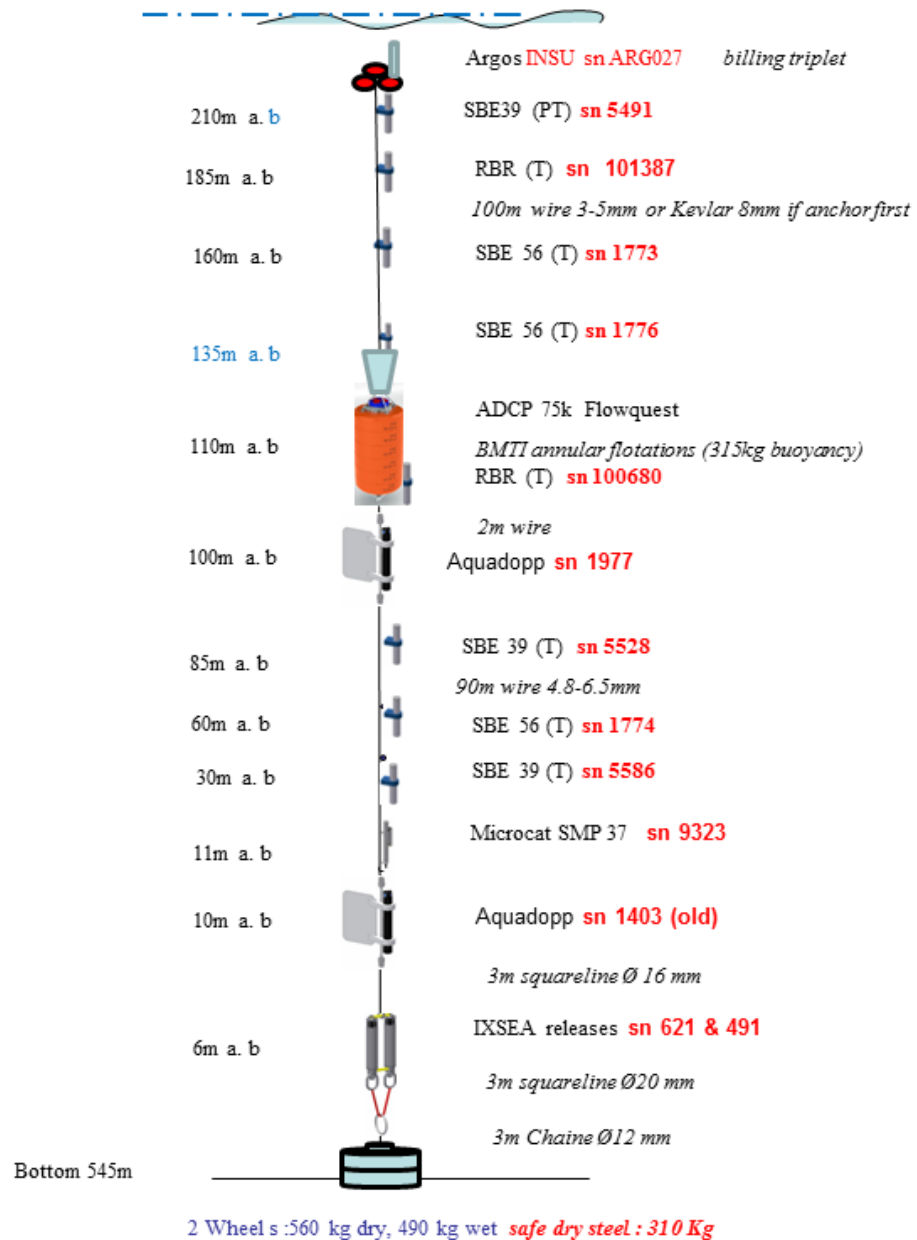 Argos INSU sn ARG027 billing triplet
210m a. b SBE39 (PT) sn 5491
185m a. b RBR (T) sn 101387
100m wire 3-5mm or Kevlar 8mm if anchor first
160m a. b SBE 56 (T) sn 1773
SBE 56 (T) sn 1776
135m a. b
ADCP 75k Flowquest
110m a. b BMTI annular flotations (315kg buoyancy)
RBR (T) sn 100680
2m wire
100m a. b Aquadopp sn 1977
SBE 39 (T) sn 5528
85m a. b
90m wire 4.8-6.5mm
60m a. b SBE 56 (T) sn 1774
30m a. b SBE 39 (T) sn 5586
Microcat SMP 37 sn 9323
11m a. b
10m a. b Aquadopp sn 1403 (old)
3m squareline Ø 16 mm
IXSEA releases sn 621 & 491
6m a. b
3m squareline Ø20 mm
3m Chaine Ø12 mm
Bottom 545m
2 Wheel s :560 kg dry, 490 kg wet safe dry steel : 310 Kg